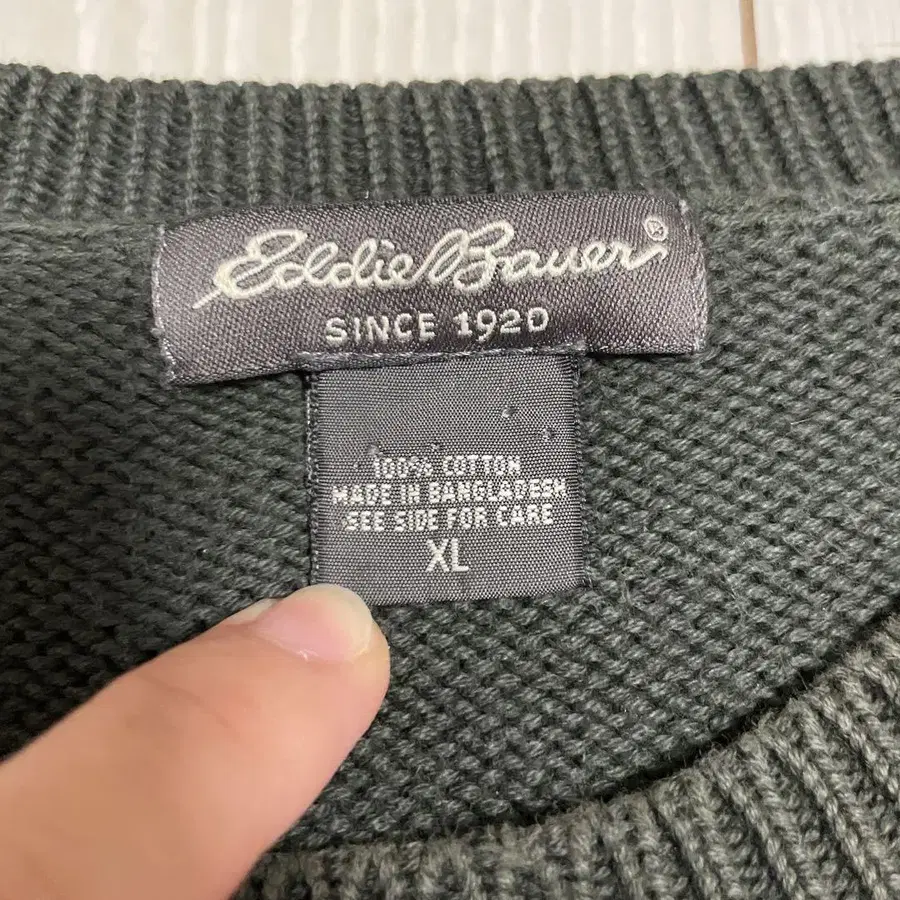 Eddie Bauer®
SINCE 1920
100% COTTON
MADE IN BANGLADESH
SEE SIDE FOR CARE
XL